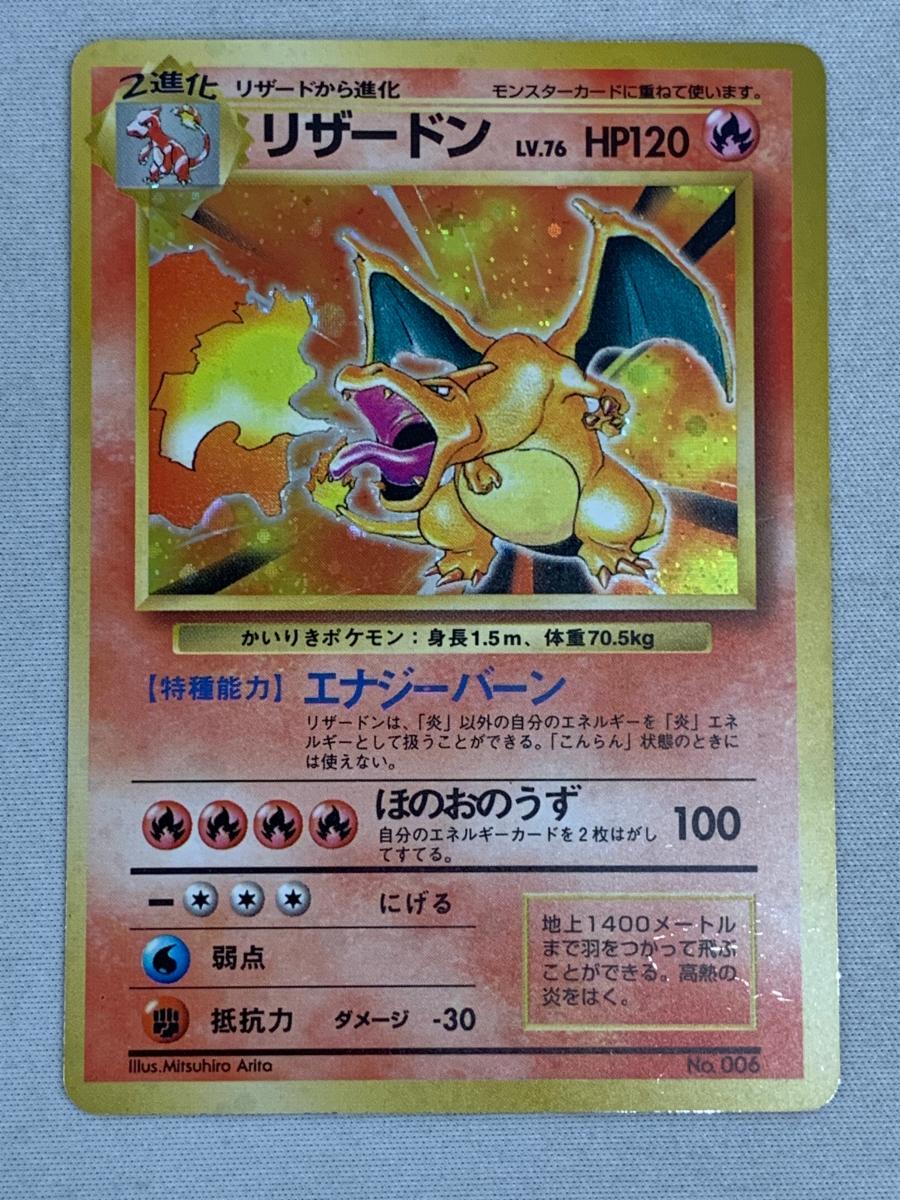 2進化
リザードから進化
モンスターカードに重ねて使います。
リザードン LV.76 HP120
かいりきポケモン:身長1.5m、体重70.5kg
【特種能力】エナジーバーン
リザードンは、「炎」以外の自分のエネルギーを「炎」エネ
ルギーとして扱うことができる。「こんらん」状態のときに
は使えない。
ほのおのうず 100
自分のエネルギーカードを2枚はがし
てすてる。
ー にげる
弱点
抵抗力 ダメージ -30
地上1400メートル
まで羽をつかって飛ぶ
ことができる。高熱の
炎をはく。
Illus.Mitsuhiro Arita
No. 006